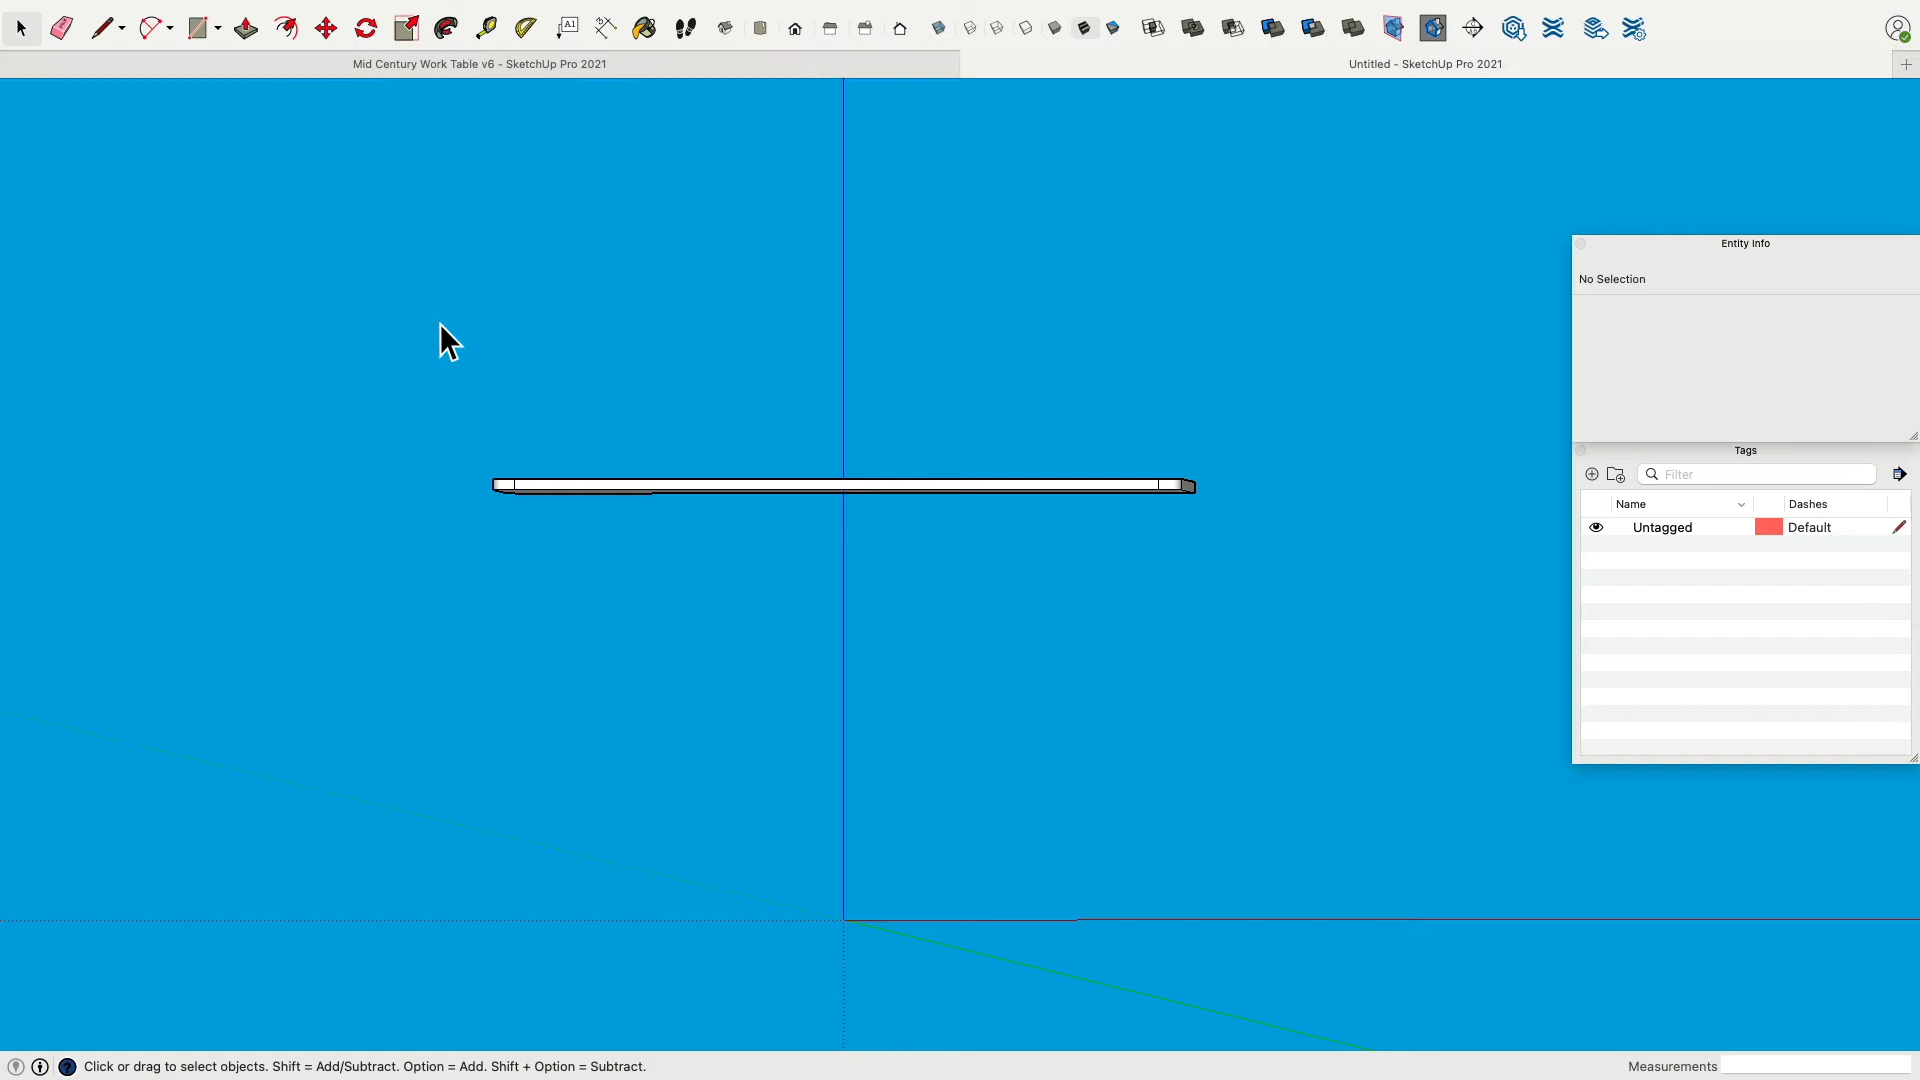 A1
Mid Century Work Table v6 - SketchUp Pro 2021
Untitled - SketchUp Pro 2021
Entity Info
No Selection
Tags
Filter
Name
Dashes
Untagged
Default
Click or drag to select objects. Shift = Add/Subtract. Option = Add. Shift + Option = Subtract.
Measurements